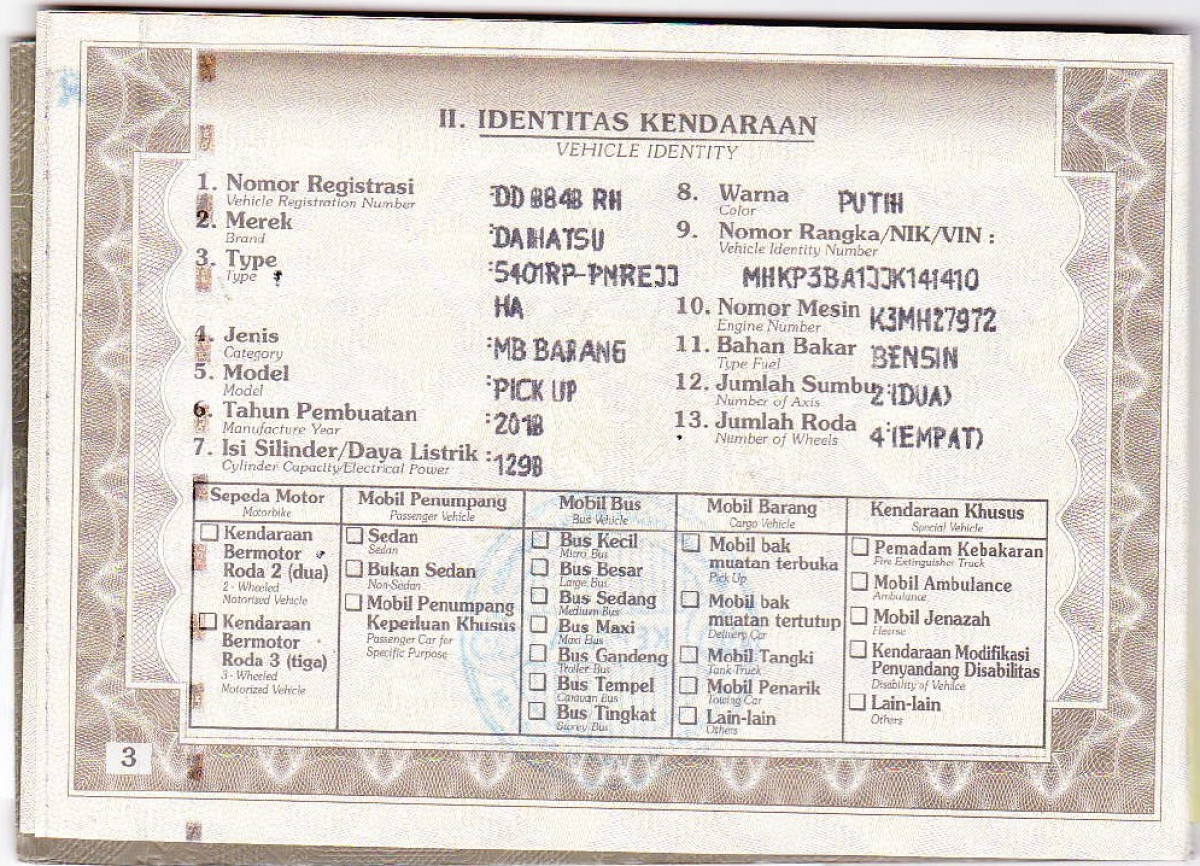 II. IDENTITAS KENDARAAN
VEHICLE IDENTITY
1. Nomor Registrasi :DD 8848 RH
Vehicle Registration Number
2. Merek :DAIHATSU
Brand
3. Type :S401RP-PMREJJ
Type
HA
4. Jenis :MB BARANG
Category
5. Model :PICK UP
Model
6. Tahun Pembuatan :2018
Manufacture Year
7. Isi Silinder/Daya Listrik : 1298
Cylinder Capacity/Electrical Power
8. Warna PUTIH
Color
9. Nomor Rangka/NIK/VIN :
Vehicle Identity Number
MHKP3BA1JJK141410
10. Nomor Mesin K3MH27972
Engine Number
11. Bahan Bakar BENSIN
Type Fuel
12. Jumlah Sumbu 2 (DUA)
Number of Axis
13. Jumlah Roda 4 (EMPAT)
Number of Wheels
Sepeda Motor
Motorbike
Kendaraan
Bermotor
Roda 2 (dua)
2 - Wheeled
Motorized Vehicle
Kendaraan
Bermotor
Roda 3 (tiga)
3 - Wheeled
Motorized Vehicle
Mobil Penumpang
Passenger Vehicle
Sedan
Sedan
Bukan Sedan
Non-Sedan
Mobil Penumpang
Keperluan Khusus
Passenger Car for
Specific Purpose
Mobil Bus
Bus Vehicle
Bus Kecil
Micro Bus
Bus Besar
Large Bus
Bus Sedang
Medium Bus
Bus Maxi
Maxi Bus
Bus Gandeng
Trailer Bus
Bus Tempel
Caravan Bus
Bus Tingkat
Storey Bus
Mobil Barang
Cargo Vehicle
Mobil bak
muatan terbuka
Pick Up
Mobil bak
muatan tertutup
Delivery Car
Mobil Tangki
Tank Truck
Mobil Penarik
Towing Car
Lain-lain
Others
Kendaraan Khusus
Special Vehicle
Pemadam Kebakaran
Fire Extinguisher Truck
Mobil Ambulance
Ambulance
Mobil Jenazah
Hearse
Kendaraan Modifikasi
Penyandang Disabilitas
Disability of Vehilce
Lain-lain
Others
3